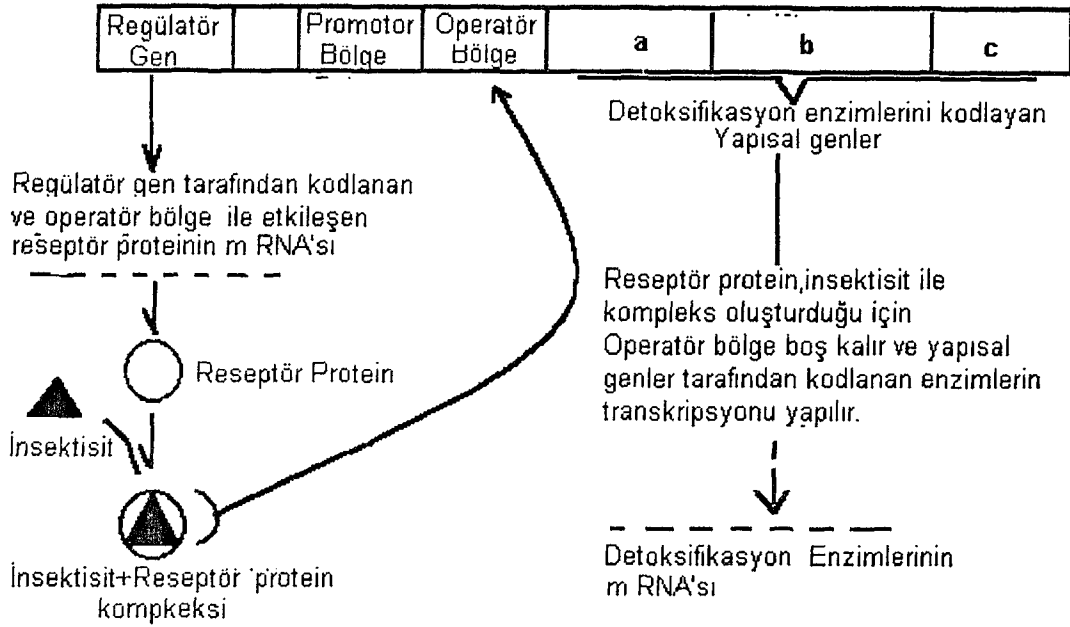 Regülatör
Gen
Promotor
Bölge
Operatör
Bölge
a
b
c
Detoksifikasyon enzimlerini kodlayan
Yapısal genler
Regülatör gen tarafından kodlanan
ve operatör bölge ile etkileşen
reseptör proteinin m RNA'sı
Reseptör Protein
İnsektisit
İnsektisit+Reseptör protein
kompkeksi
Reseptör protein,insektisit ile
kompleks oluşturduğu için
Operatör bölge boş kalır ve yapısal
genler tarafından kodlanan enzimlerin
transkripsyonu yapılır.
Detoksifikasyon Enzimlerinin
m RNA'sı